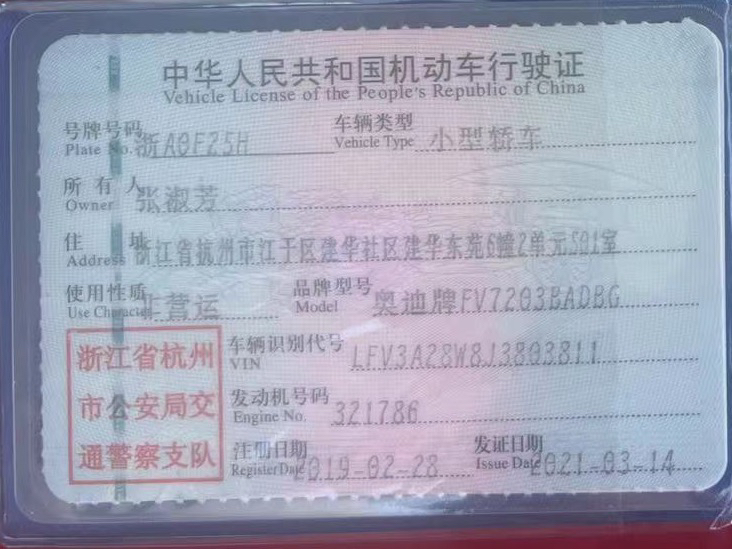 中华人民共和国机动车行驶证
Vehicle License of the People's Republic of China
号牌号码 浙A0F25H 车辆类型 小型轿车
Plate No. Vehicle Type
所有人 张淑芳
Owner
住址 浙江省杭州市江干区建华社区建华东苑6幢2单元501室
Address
使用性质 非营运 品牌型号 奥迪牌FV7203BADBG
Use Character Model
浙江省杭州
市公安局交
通警察支队
车辆识别代号 LFV3A28W8J3803811
VIN
发动机号码 321786
Engine No.
注册日期 2019-02-28 发证日期 2021-03-14
Register Date Issue Date